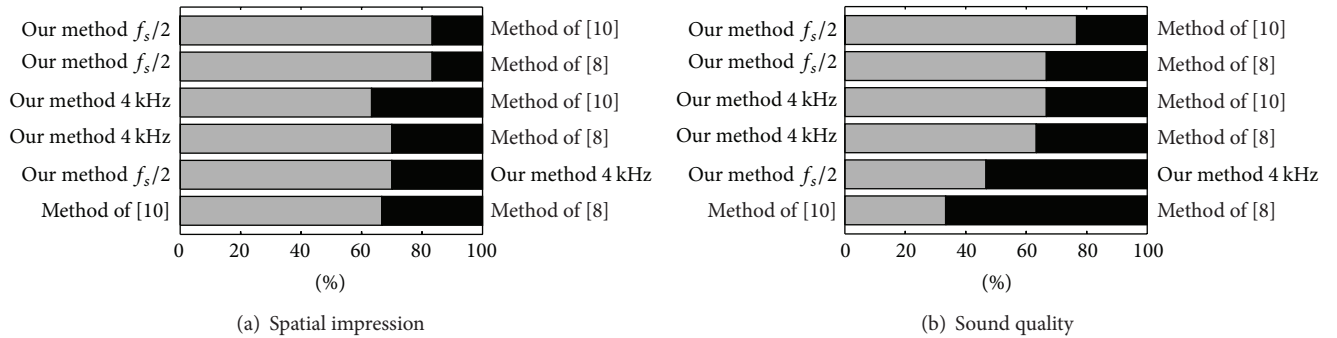 Our method f_s/2
Method of [10]
Our method f_s/2
Method of [8]
Our method 4 kHz
Method of [10]
Our method 4 kHz
Method of [8]
Our method f_s/2
Our method 4 kHz
Method of [10]
Method of [8]
0 20 40 60 80 100
(%)
(a) Spatial impression
Our method f_s/2
Method of [10]
Our method f_s/2
Method of [8]
Our method 4 kHz
Method of [10]
Our method 4 kHz
Method of [8]
Our method f_s/2
Our method 4 kHz
Method of [10]
Method of [8]
0 20 40 60 80 100
(%)
(b) Sound quality